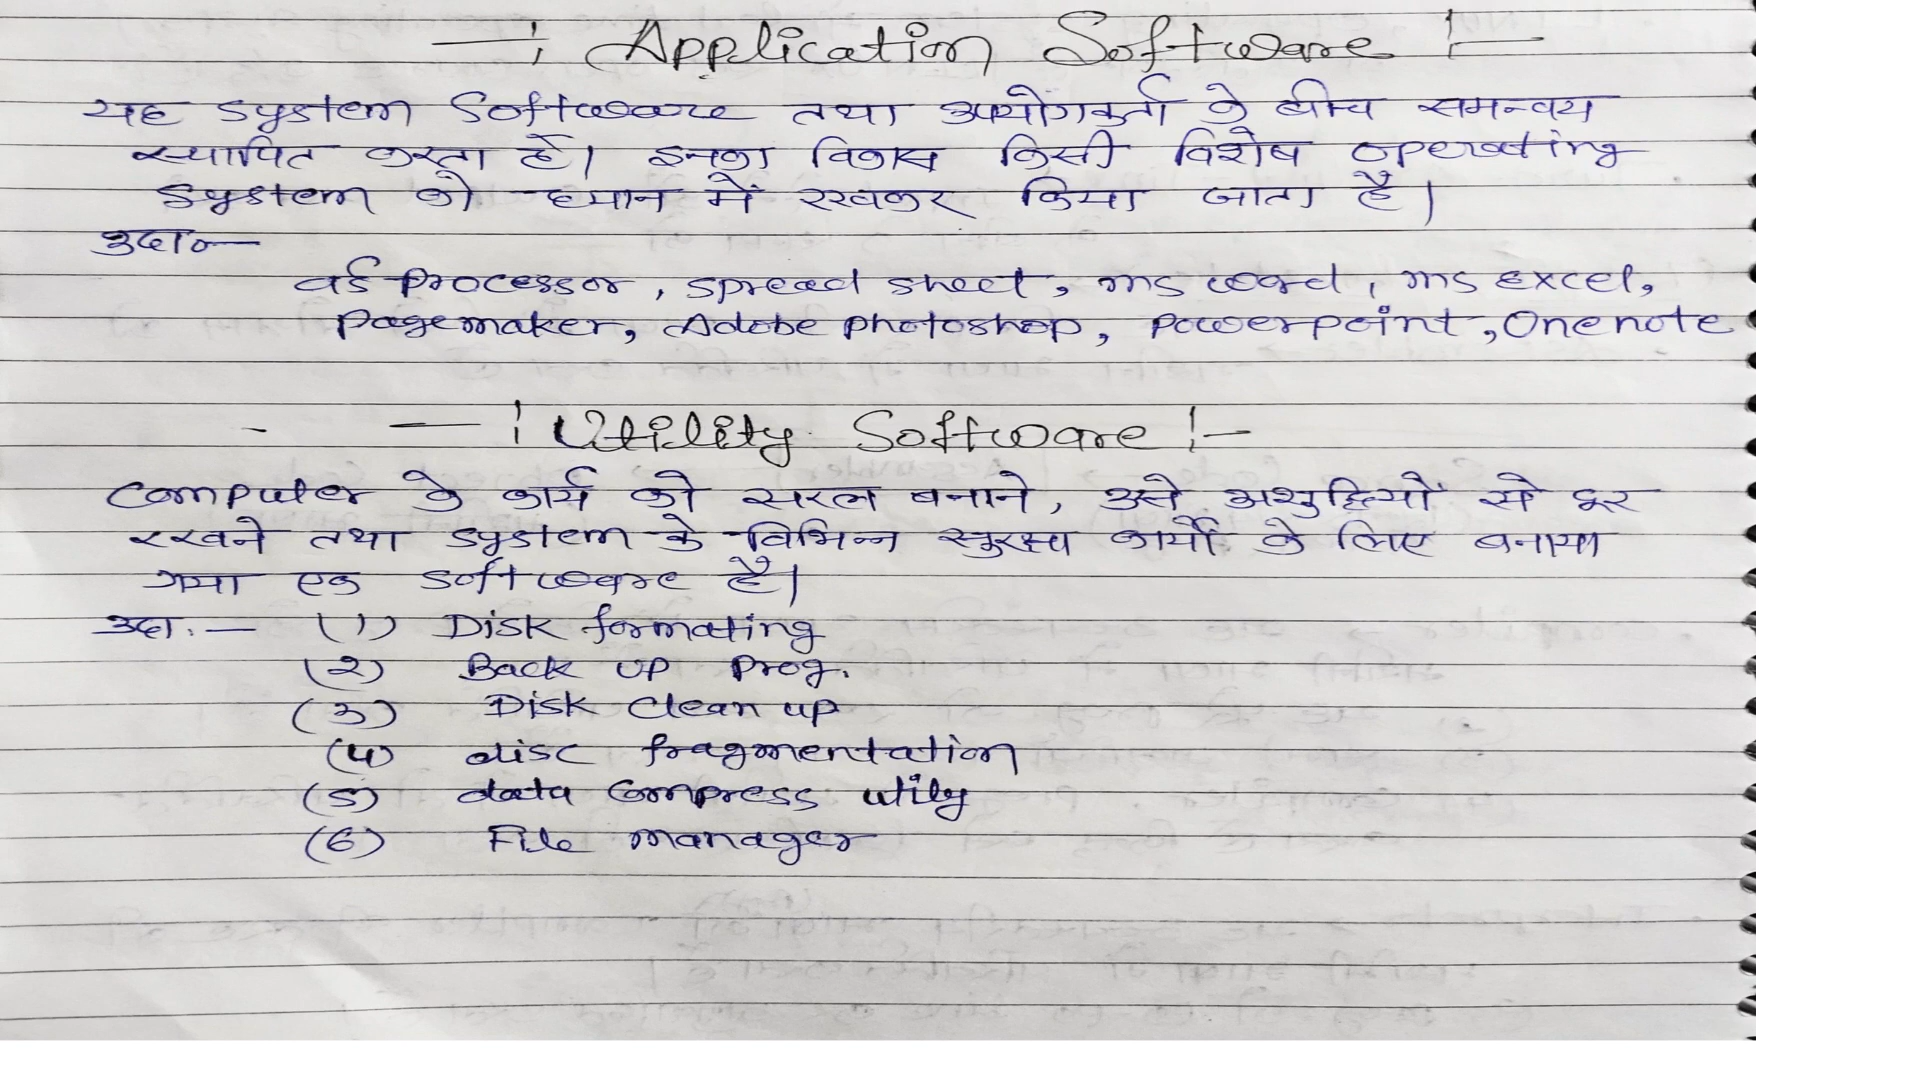 —: Application Software :—
यह system Software तथा उपयोगकर्ता के बीच समन्वय
स्थापित करता है। इनका विकास किसी विशेष operating
system को ध्यान में रखकर किया जाता है।
उदा०—
वर्ड processor, spread sheet, ms word, ms Excel,
Pagemaker, Adobe photoshop, Powerpoint, Onenote
—: Utility Software :—
Computer के कार्य को सरल बनाने, उसे अशुद्धियों से दूर
रखने तथा system के विभिन्न सुरक्षा कार्यों के लिए बनाया
गया एक software है।
उदा. — (1) Disk formating
(2) Back up Prog.
(3) Disk Clean up
(4) disc fragmentation
(5) data Compress utily
(6) File manager